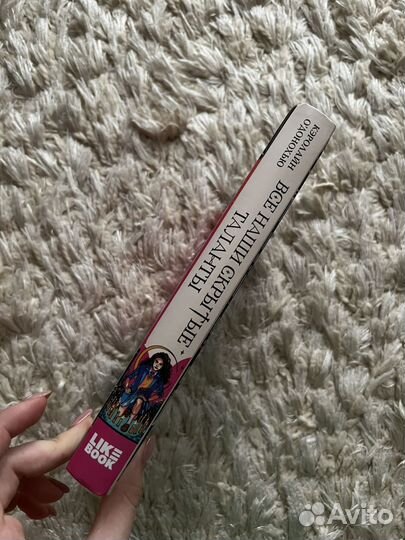 КЭРОЛАЙН
О'ДОНОХЬЮ
ВСЕ НАШИ СКРЫТЫЕ
ТАЛАНТЫ
LIKE
BOOK
Avito